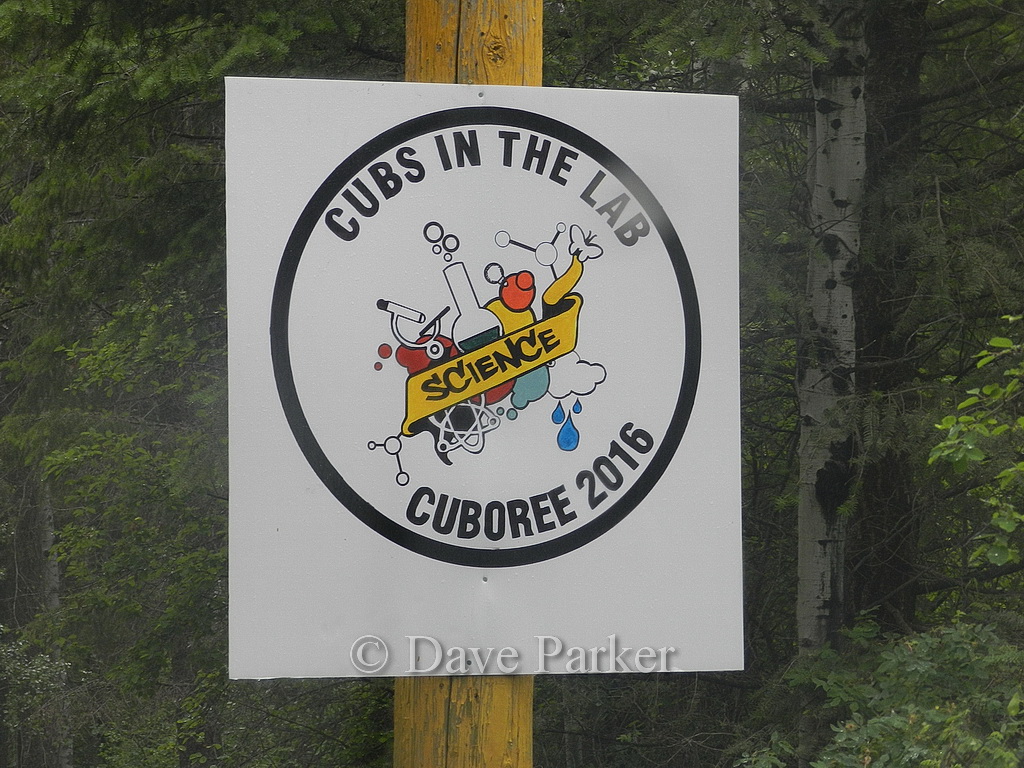 CUBS IN THE LAB
SCIENCE
CUBOREE 2016
© Dave Parker